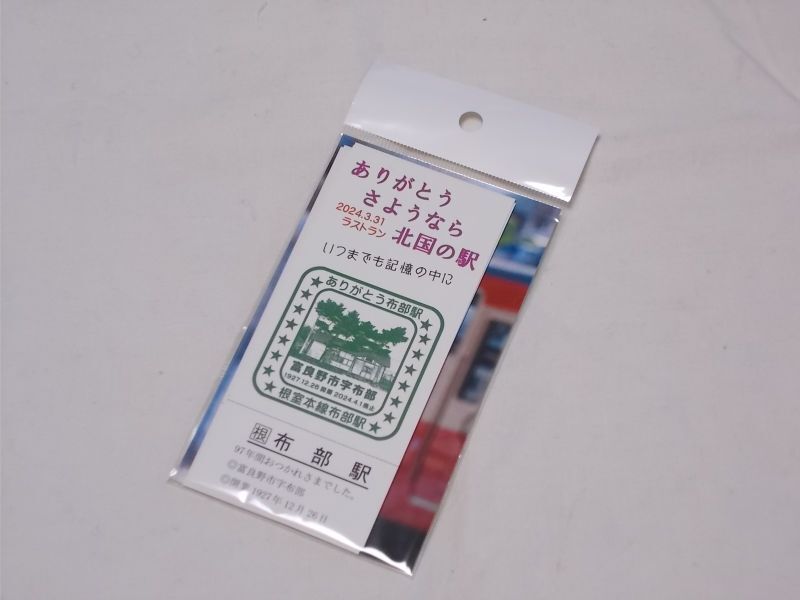 ありがとう
さようなら
2024.3.31
ラストラン
北国の駅
いつまでも記憶の中に
ありがとう布部駅
富良野市字布部
1927.12.26開業 2024.4.1廃止
根室本線布部駅
根 布部駅
97年間おつかれさまでした。
◎富良野市字布部
◎開業1927年12月26日